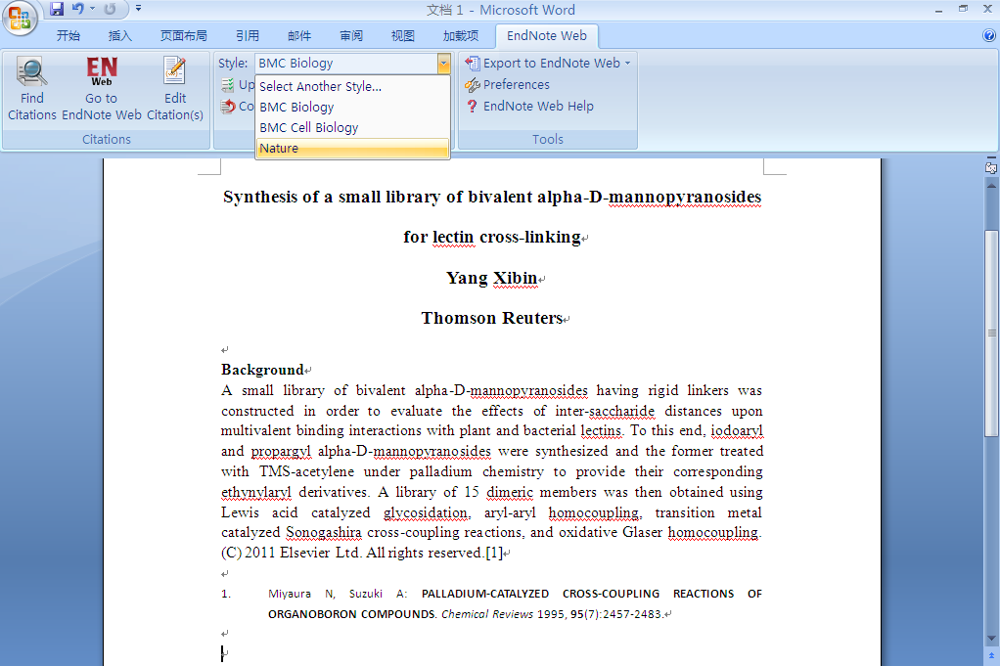 文档 1 - Microsoft Word
开始 插入 页面布局 引用 邮件 审阅 视图 加载项 EndNote Web
Style: BMC Biology
Select Another Style...
BMC Biology
BMC Cell Biology
Nature
Find Citations
EN Web
Go to EndNote Web
Edit Citation(s)
Up
Co
Export to EndNote Web
Preferences
EndNote Web Help
Citations
Tools
Synthesis of a small library of bivalent alpha-D-mannopyranosides
for lectin cross-linking
Yang Xibin
Thomson Reuters
Background
A small library of bivalent alpha-D-mannopyranosides having rigid linkers was
constructed in order to evaluate the effects of inter-saccharide distances upon
multivalent binding interactions with plant and bacterial lectins. To this end, iodoaryl
and propargyl alpha-D-mannopyranosides were synthesized and the former treated
with TMS-acetylene under palladium chemistry to provide their corresponding
ethynylaryl derivatives. A library of 15 dimeric members was then obtained using
Lewis acid catalyzed glycosidation, aryl-aryl homocoupling, transition metal
catalyzed Sonogashira cross-coupling reactions, and oxidative Glaser homocoupling.
(C) 2011 Elsevier Ltd. All rights reserved.[1]
1. Miyaura N, Suzuki A: PALLADIUM-CATALYZED CROSS-COUPLING REACTIONS OF
ORGANOBORON COMPOUNDS. Chemical Reviews 1995, 95(7):2457-2483.